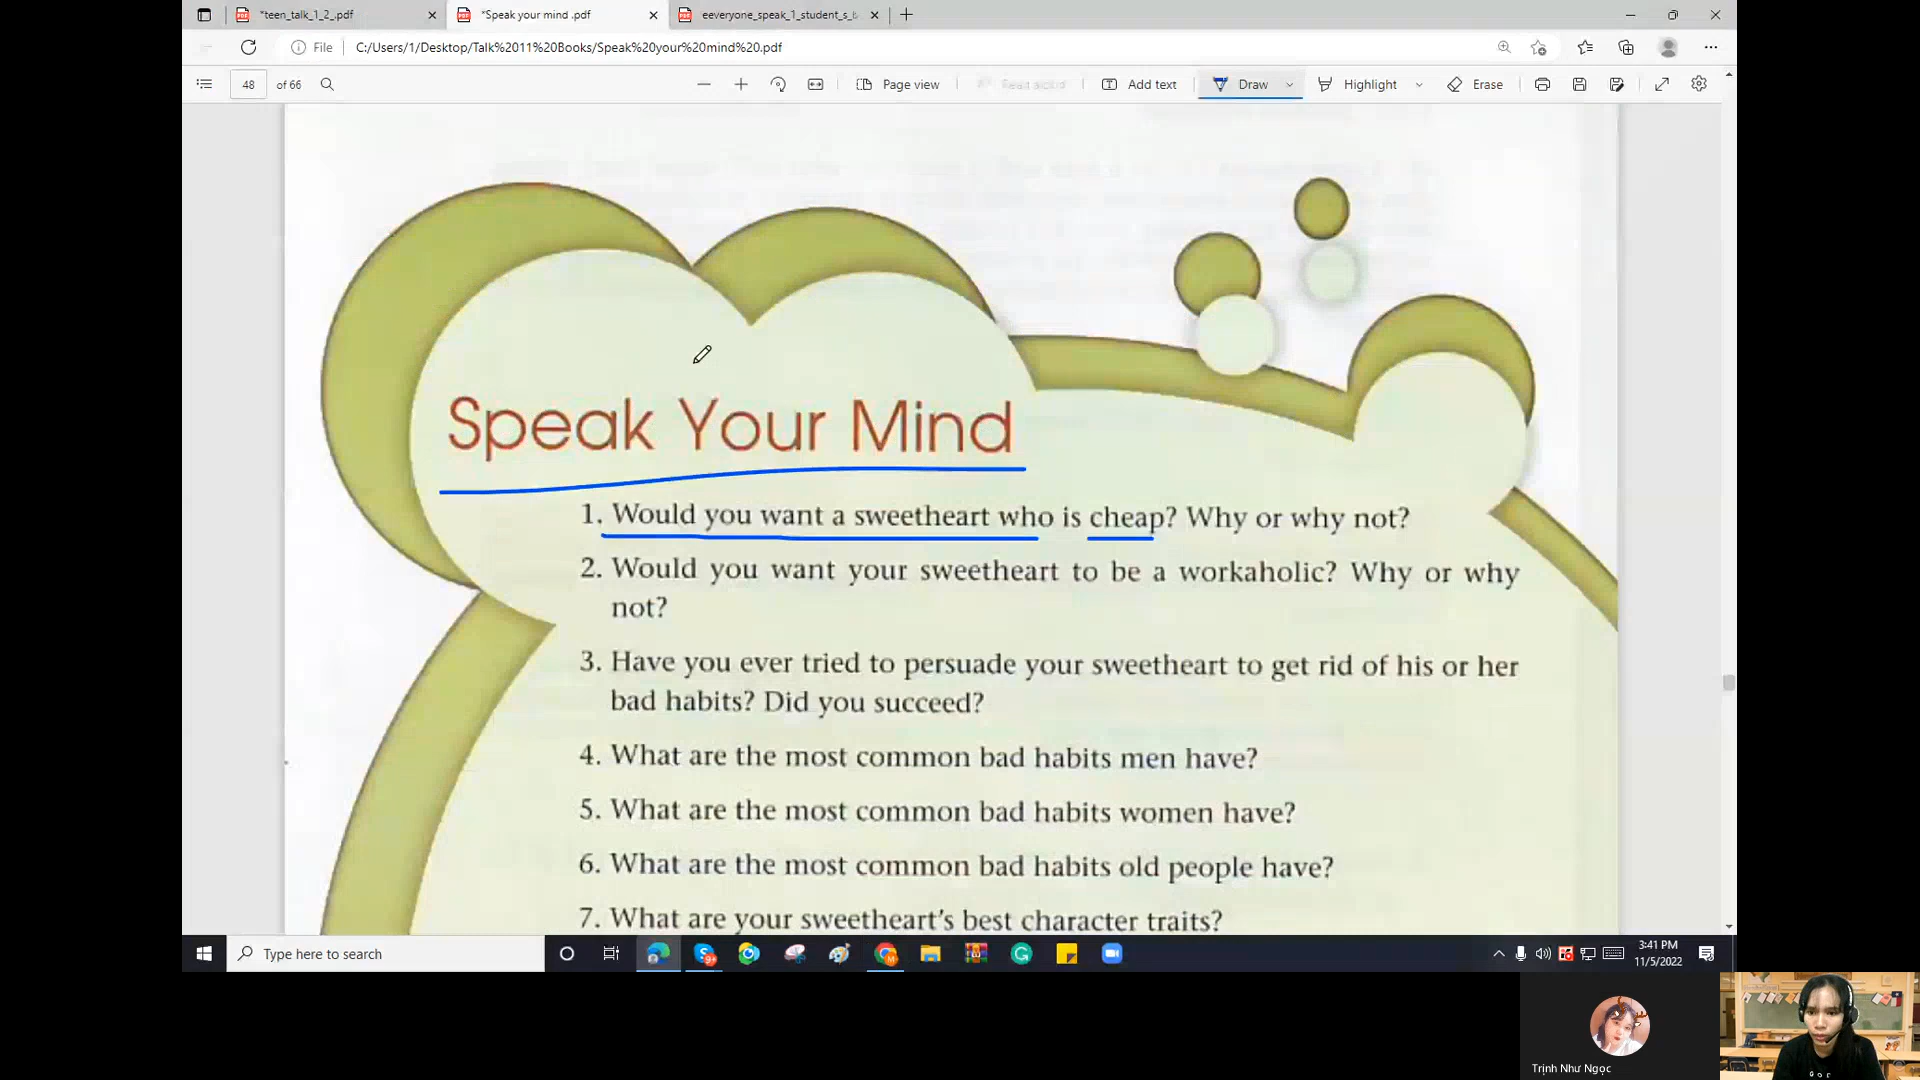 *teen_talk_1_2_.pdf
*Speak your mind .pdf
eeveryone_speak_1_student_s_
File
C:/Users/1/Desktop/Talk%2011%20Books/Speak%20your%20mind%20.pdf
48 of 66
Page view
Read aloud
Add text
Draw
Highlight
Erase
Speak Your Mind
1. Would you want a sweetheart who is cheap? Why or why not?
2. Would you want your sweetheart to be a workaholic? Why or why
not?
3. Have you ever tried to persuade your sweetheart to get rid of his or her
bad habits? Did you succeed?
4. What are the most common bad habits men have?
5. What are the most common bad habits women have?
6. What are the most common bad habits old people have?
7. What are your sweetheart's best character traits?
Type here to search
3:41 PM
11/5/2022
Trịnh Như Ngọc